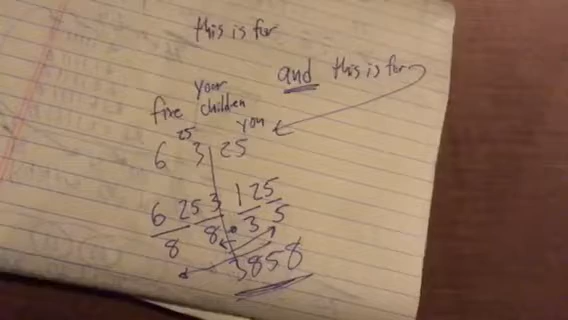 this is for
and this is for
your
five children
you
25
6 3 25
6 25 3 1 25
8 8 3 5
3858